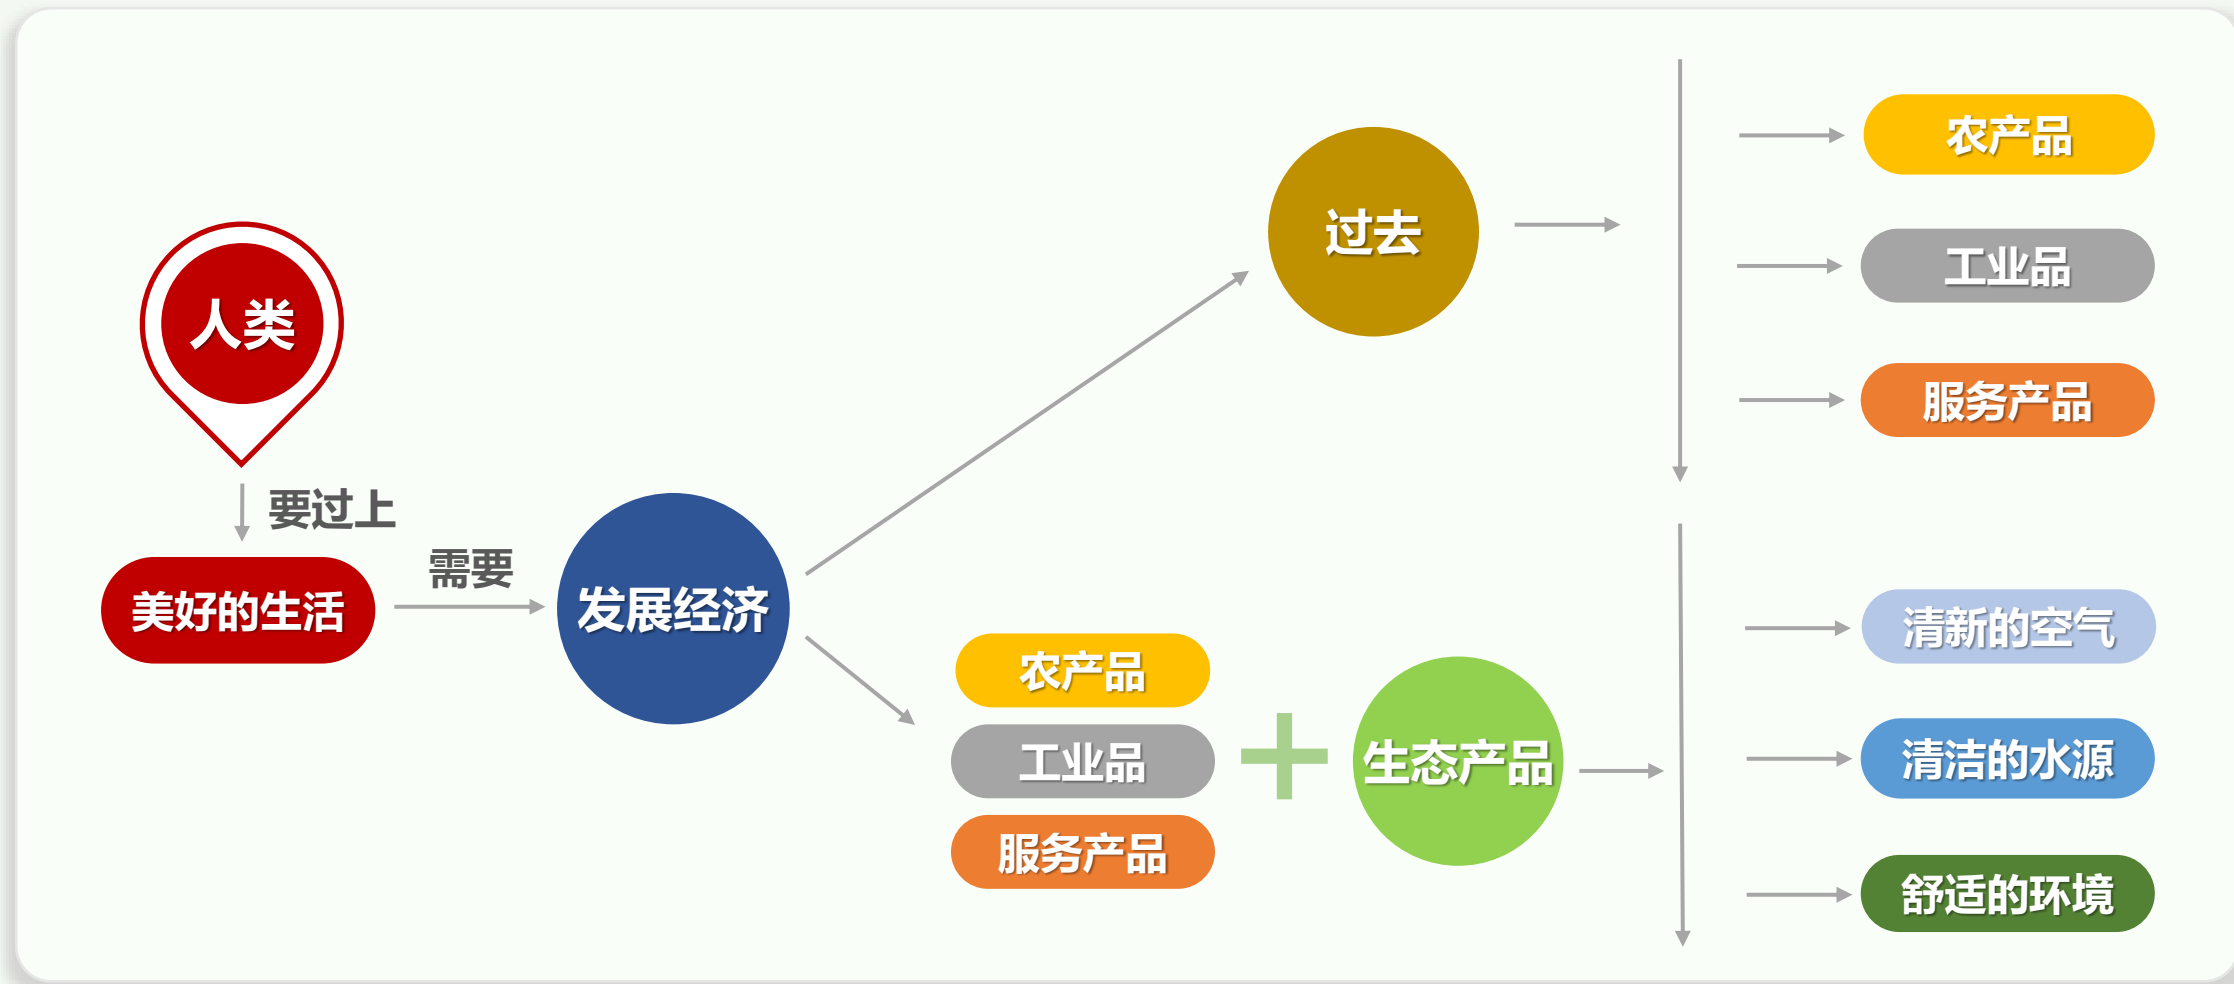 人类
要过上
美好的生活
需要
发展经济
过去
农产品
工业品
服务产品
农产品
工业品
服务产品
生态产品
清新的空气
清洁的水源
舒适的环境